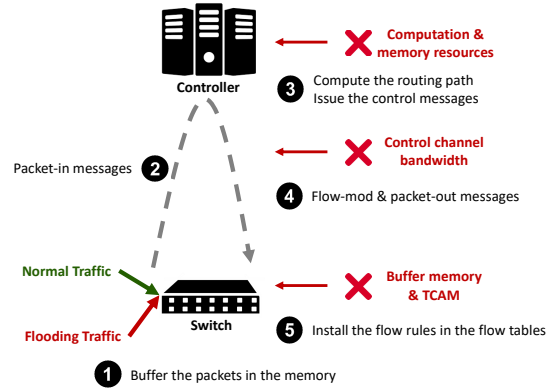 Computation &
memory resources
Controller
3 Compute the routing path
Issue the control messages
Packet-in messages 2
Control channel
bandwidth
4 Flow-mod & packet-out messages
Normal Traffic
Buffer memory
& TCAM
Flooding Traffic
Switch
5 Install the flow rules in the flow tables
1 Buffer the packets in the memory